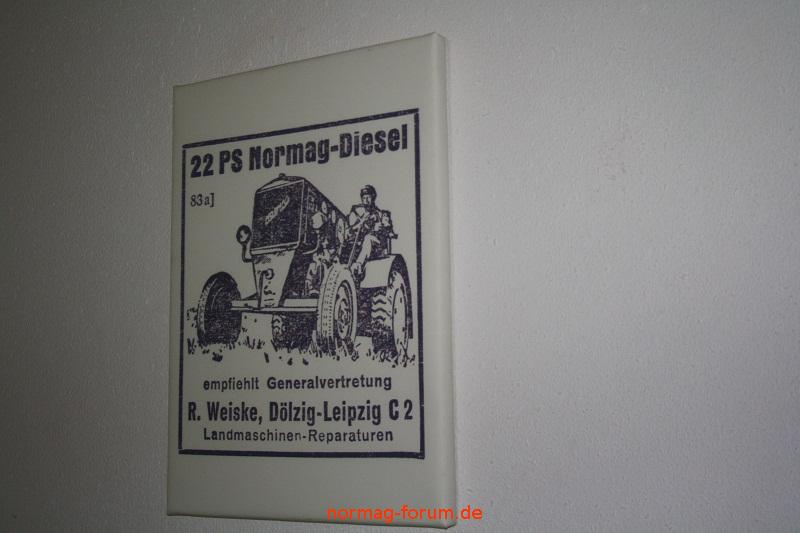 22 PS Normag-Diesel
83a]
empfiehlt Generalvertretung
R. Weiske, Dölzig-Leipzig C 2
Landmaschinen-Reparaturen
normag-forum.de